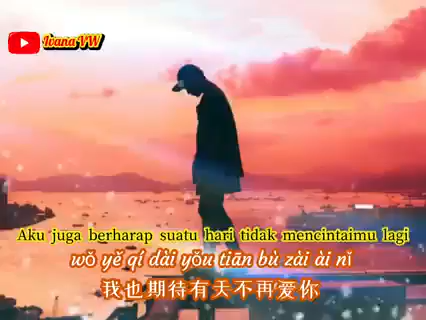 Ivana VW
Aku juga berharap suatu hari tidak mencintaimu lagi
wǒ yě qí dài yǒu tiān bù zài ài nǐ
我也期待有天不再爱你